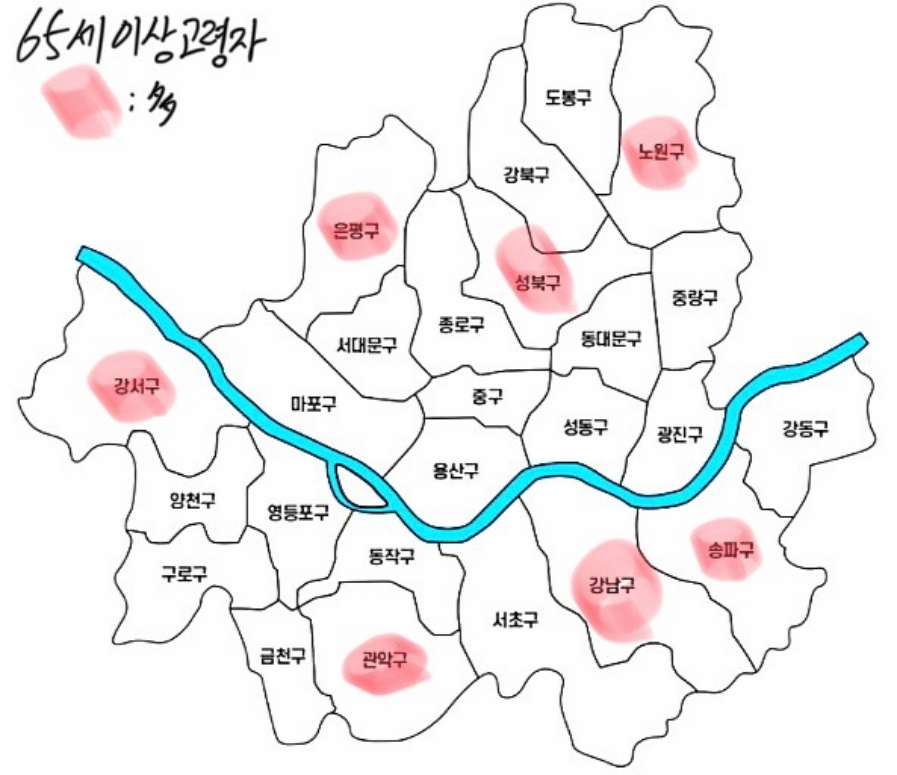 65세이상고령자
: 多
도봉구
노원구
강북구
은평구
성북구
중랑구
종로구
동대문구
서대문구
강서구
중구
마포구
성동구
광진구
강동구
용산구
양천구
영등포구
동작구
송파구
구로구
강남구
서초구
금천구
관악구